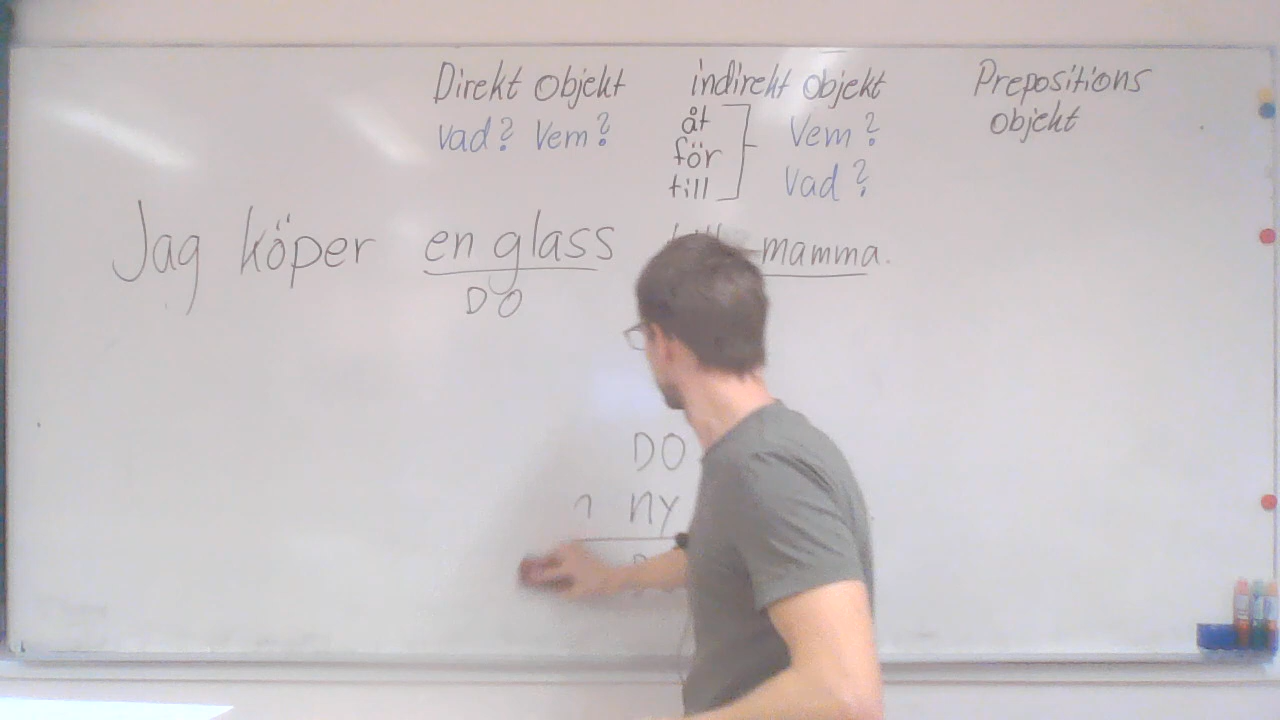 Direkt objekt
vad? Vem?
indirekt objekt
åt
för
till
Vem?
Vad?
Prepositions
objekt
Jag köper en glass mamma.
DO
DO
ny